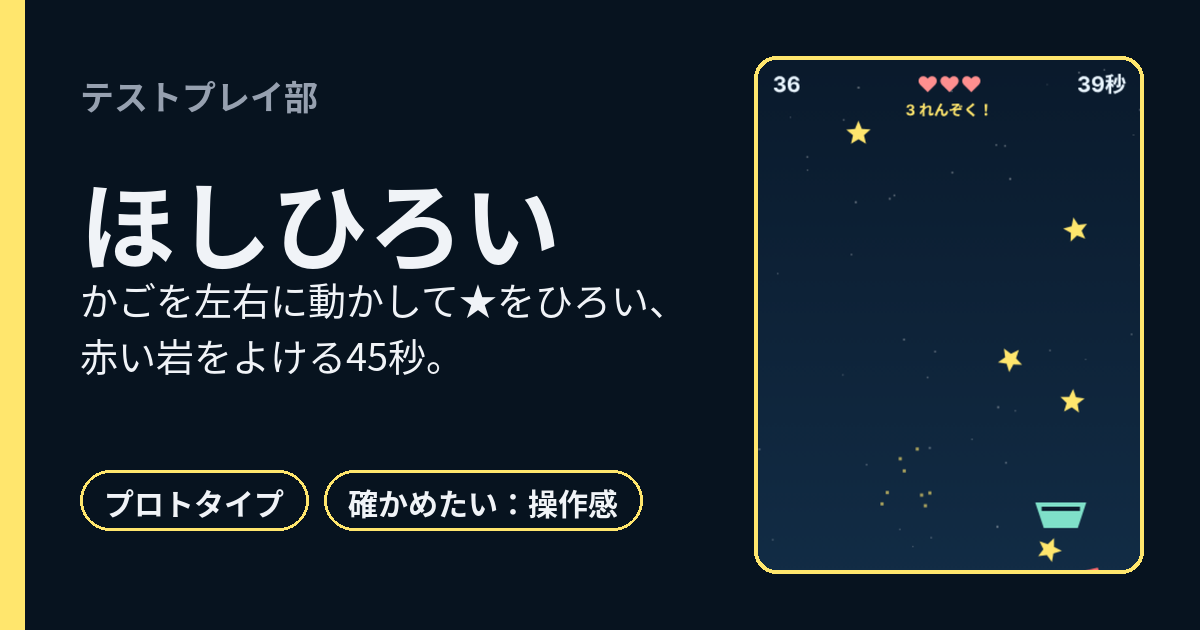 テストプレイ部
ほしひろい
かごを左右に動かして★をひろい、
赤い岩をよける45秒。
プロトタイプ
確かめたい：操作感
36
39秒
3 れんぞく！